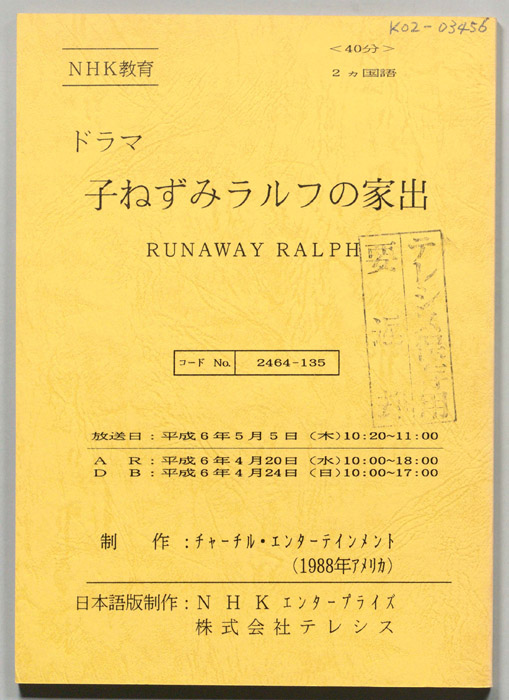 K02-03456
NHK教育
<40分>
2ヵ国語
ドラマ
子ねずみラルフの家出
RUNAWAY RALPH
コード No. 2464-135
放送日:平成6年5月5日(木)10:20~11:00
A R:平成6年4月20日(水)10:00~18:00
D B:平成6年4月24日(日)10:00~17:00
制 作:チャーチル・エンターテインメント
(1988年アメリカ)
日本語版制作:NHKエンタープライズ
株式会社テレシス